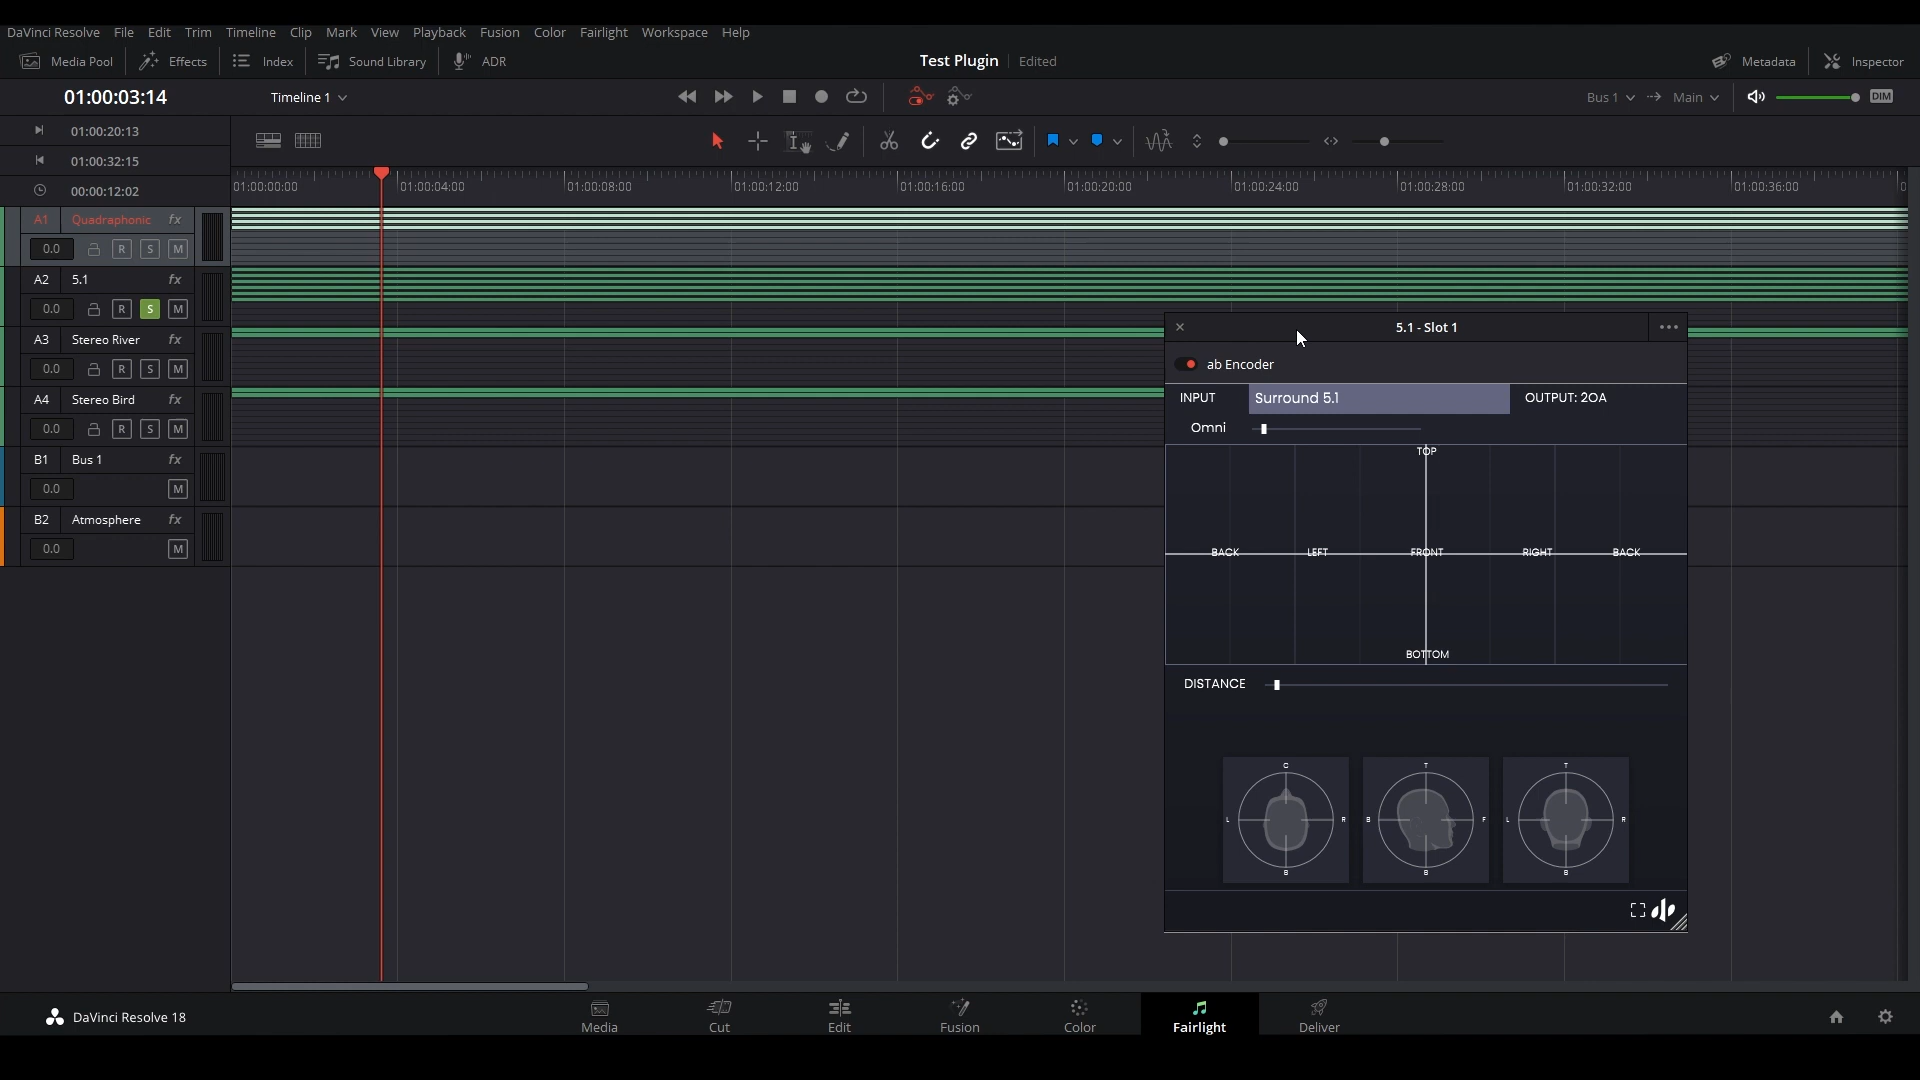 DaVinci Resolve File Edit Trim Timeline Clip Mark View Playback Fusion Color Fairlight Workspace Help
Media Pool Effects Index Sound Library ADR Test Plugin Edited Metadata Inspector
01:00:03:14 Timeline 1 Bus 1 Main DIM
01:00:20:13
01:00:32:15
00:00:12:02
01:00:00:00 01:00:04:00 01:00:08:00 01:00:12:00 01:00:16:00 01:00:20:00 01:00:24:00 01:00:28:00 01:00:32:00 01:00:36:00 0
A1 Quadraphonic fx
0.0 R S M
A2 5.1 fx
0.0 R S M
A3 Stereo River fx
0.0 R S M
A4 Stereo Bird fx
0.0 R S M
B1 Bus 1 fx
0.0 M
B2 Atmosphere fx
0.0 M
5.1 - Slot 1
ab Encoder
INPUT Surround 5.1 OUTPUT: 2OA
Omni
TOP
BACK LEFT FRONT RIGHT BACK
BOTTOM
DISTANCE
C T T
L R B F L R
B B B
DaVinci Resolve 18 Media Cut Edit Fusion Color Fairlight Deliver